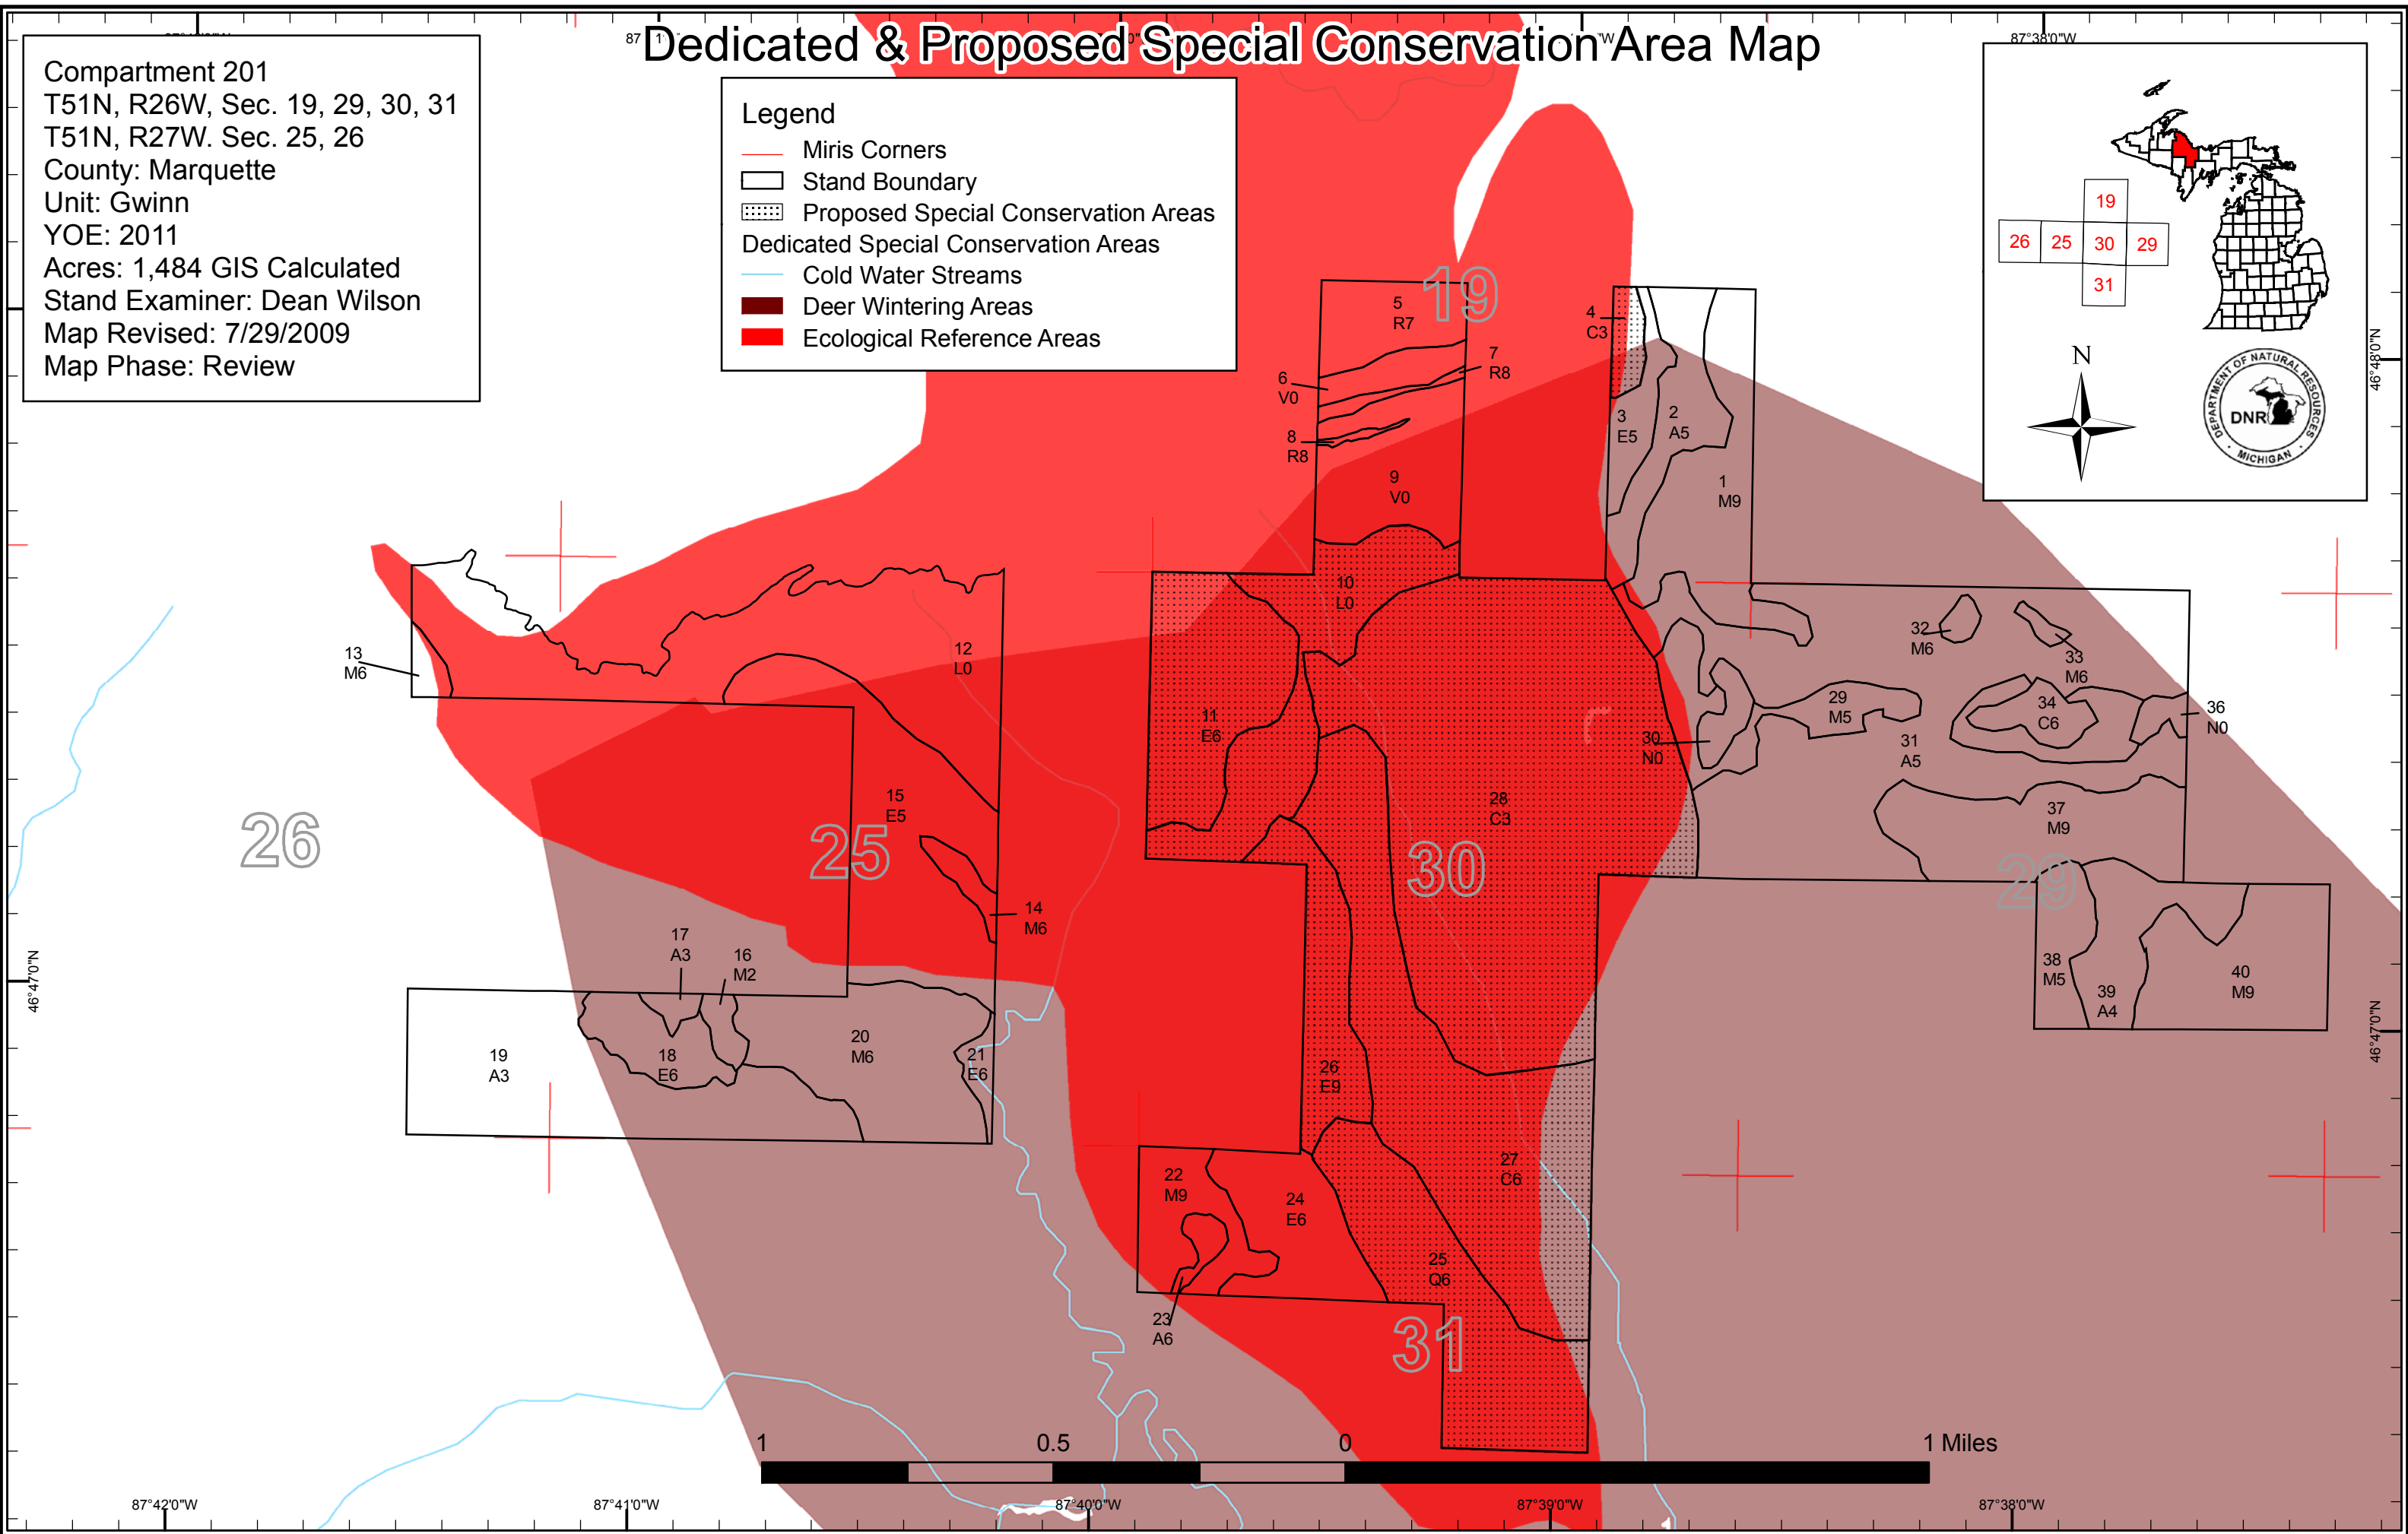 Dedicated & Proposed Special Conservation Area Map
87°38'0"W
Compartment 201
T51N, R26W, Sec. 19, 29, 30, 31
T51N, R27W. Sec. 25, 26
County: Marquette
Unit: Gwinn
YOE: 2011
Acres: 1,484 GIS Calculated
Stand Examiner: Dean Wilson
Map Revised: 7/29/2009
Map Phase: Review
Legend
Miris Corners
Stand Boundary
Proposed Special Conservation Areas
Dedicated Special Conservation Areas
Cold Water Streams
Deer Wintering Areas
Ecological Reference Areas
19
26 25 30 29
31
N
DEPARTMENT OF NATURAL RESOURCES
DNR
MICHIGAN
46°48'0"N
19
5
R7
4
C3
7
R8
6
V0
8
R8
3
E5
2
A5
9
V0
1
M9
10
L0
12
L0
13
M6
32
M6
33
M6
11
E6
29
M5
34
C6
36
N0
30
N0
31
A5
15
E5
28
C3
37
M9
26
25
30
29
14
M6
17
A3
16
M2
38
M5
39
A4
40
M9
46°47'0"N
46°47'0"N
19
A3
18
E6
20
M6
21
E6
26
E9
22
M9
24
E6
27
C6
25
Q6
23
A6
31
1 0.5 0 1 Miles
87°42'0"W 87°41'0"W 87°40'0"W 87°39'0"W 87°38'0"W